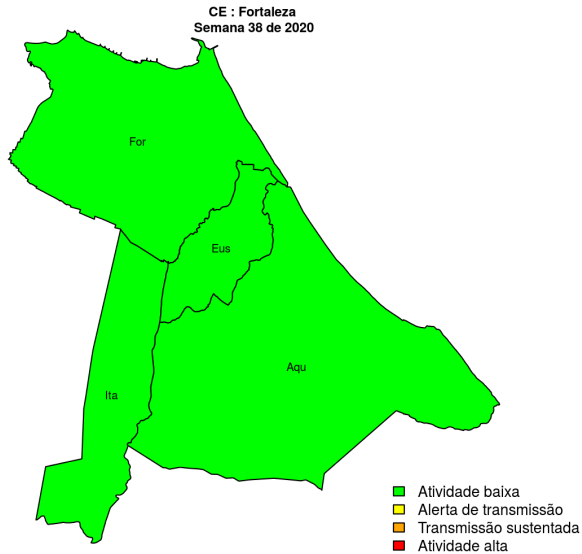 CE : Fortaleza
Semana 38 de 2020
For
Eus
Aqu
Ita
Atividade baixa
Alerta de transmissão
Transmissão sustentada
Atividade alta